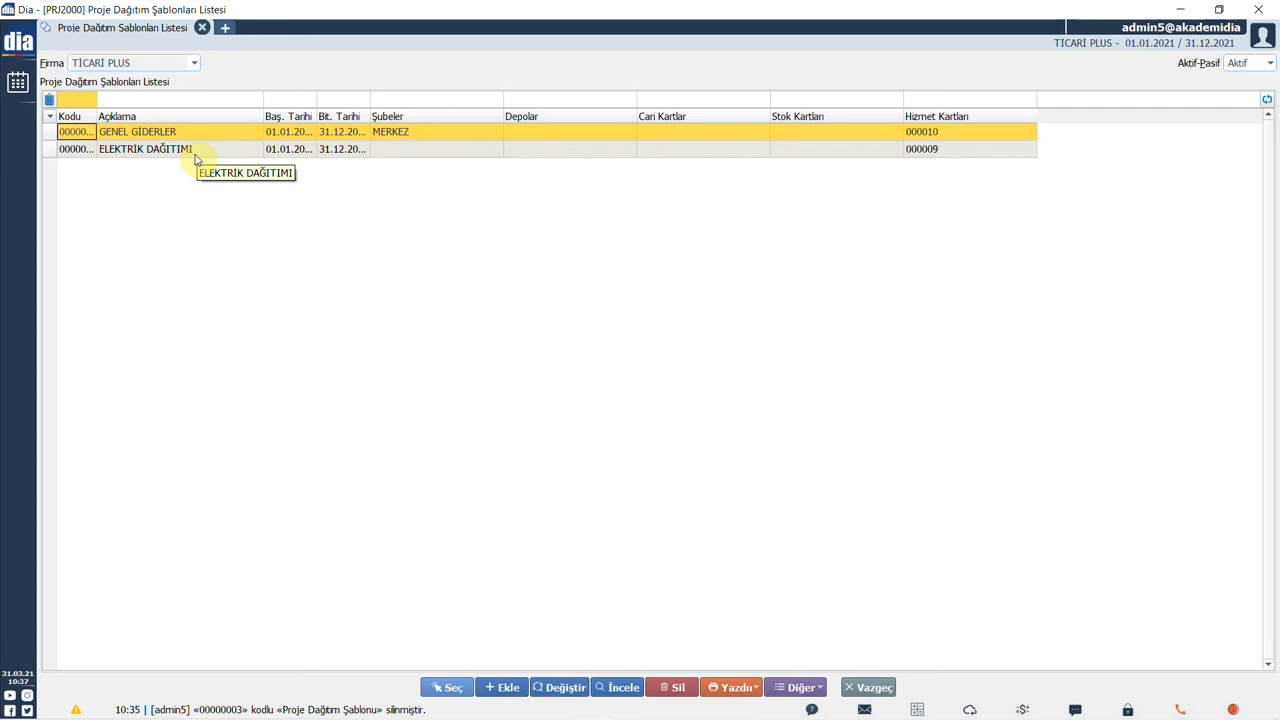 Dia - [PRJ2000] Proje Dağıtım Şablonları Listesi
Proje Dağıtım Şablonları Listesi
admin5@akademidia
dia
TİCARİ PLUS - 01.01.2021 / 31.12.2021
Firma TİCARİ PLUS
Aktif-Pasif Aktif
Proje Dağıtım Şablonları Listesi
Kodu Açıklama Baş. Tarihi Bit. Tarihi Şubeler Depolar Cari Kartlar Stok Kartları Hizmet Kartları
00000... GENEL GİDERLER 01.01.20... 31.12.20... MERKEZ 000010
00000... ELEKTRİK DAĞITIMI 01.01.20... 31.12.20... 000009
ELEKTRİK DAĞITIMI
31.03.21
10:37
Seç Ekle Değiştir İncele Sil Yazdır Diğer Vazgeç
10:35 | [admin5] «00000003» kodlu «Proje Dağıtım Şablonu» silinmiştir.